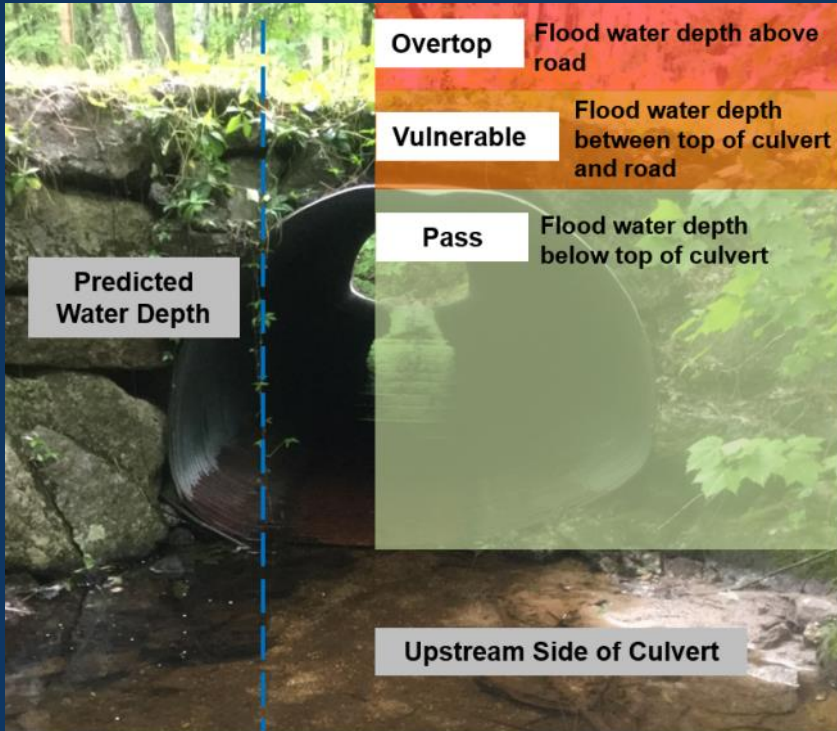 Overtop
Flood water depth above
road
Vulnerable
Flood water depth
between top of culvert
and road
Pass
Flood water depth
below top of culvert
Predicted
Water Depth
Upstream Side of Culvert